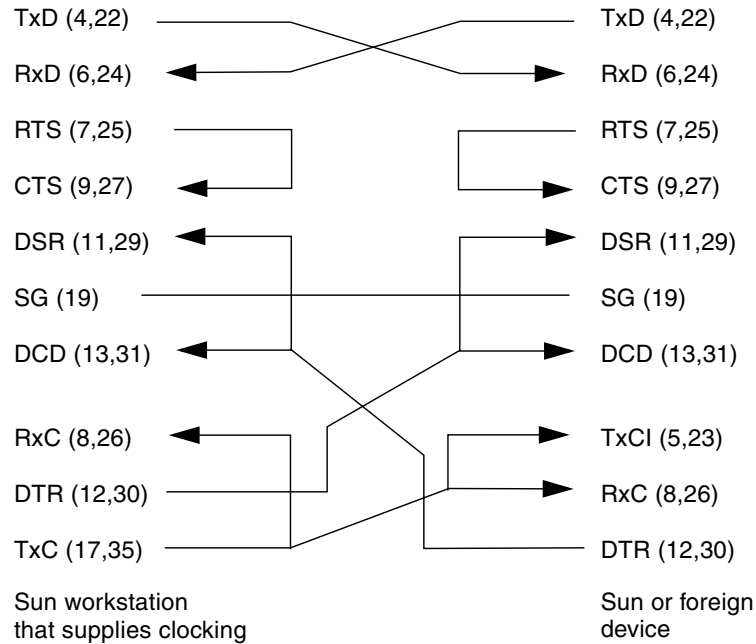 TxD (4,22) TxD (4,22)
RxD (6,24) RxD (6,24)
RTS (7,25) RTS (7,25)
CTS (9,27) CTS (9,27)
DSR (11,29) DSR (11,29)
SG (19) SG (19)
DCD (13,31) DCD (13,31)
RxC (8,26) TxCI (5,23)
DTR (12,30) RxC (8,26)
TxC (17,35) DTR (12,30)
Sun workstation Sun or foreign
that supplies clocking device